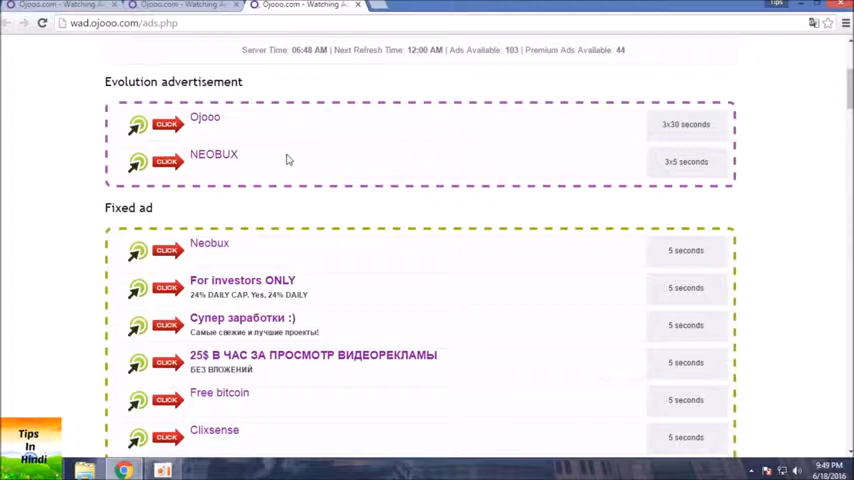 Ojooo.com - Watching A
Ojooo.com - Watching A
Ojooo.com - Watching A
Tips
wad.ojooo.com/ads.php
Server Time: 06:48 AM | Next Refresh Time: 12:00 AM | Ads Available: 103 | Premium Ads Available: 44
Evolution advertisement
CLICK Ojooo 3x30 seconds
CLICK NEOBUX 3x5 seconds
Fixed ad
CLICK Neobux 5 seconds
CLICK For investors ONLY 5 seconds
24% DAILY CAP. Yes, 24% DAILY
CLICK Супер заработки :) 5 seconds
Самые свежие и лучшие проекты!
CLICK 25$ В ЧАС ЗА ПРОСМОТР ВИДЕОРЕКЛАМЫ 5 seconds
БЕЗ ВЛОЖЕНИЙ
CLICK Free bitcoin 5 seconds
CLICK Clixsense 5 seconds
Tips
In
Hindi
9:49 PM
6/18/2016